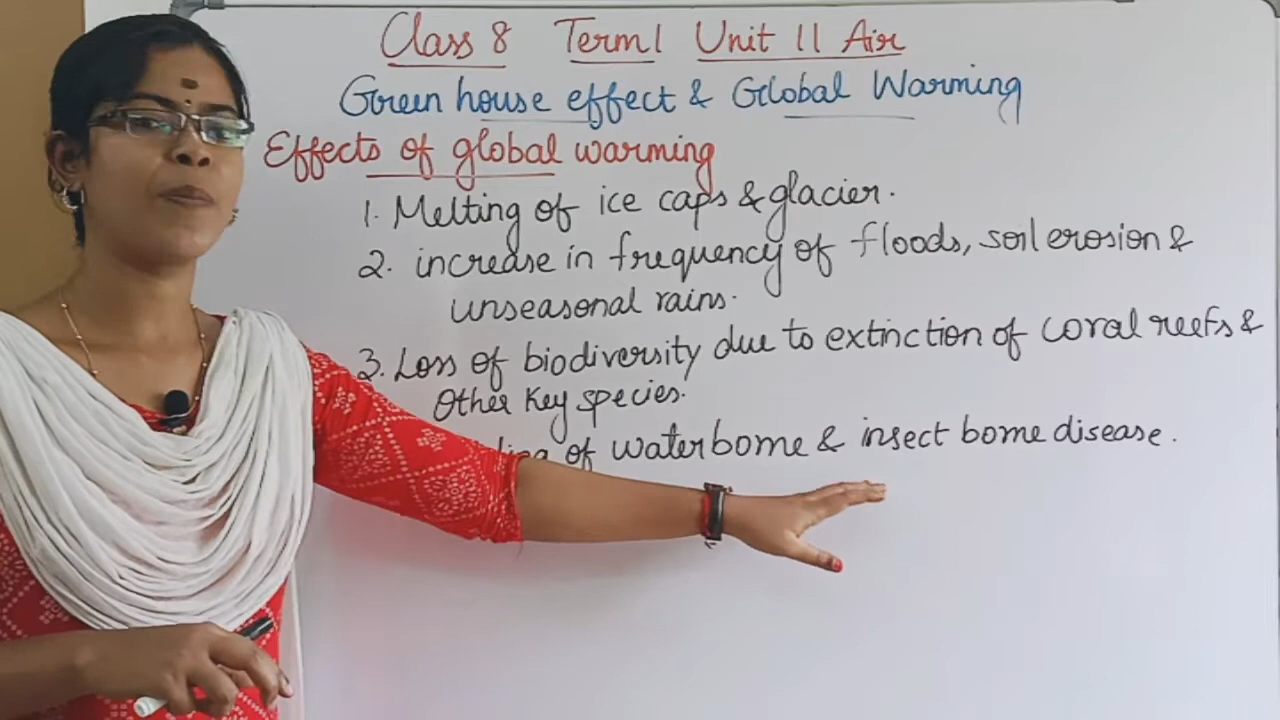 Class 8 Term 1 Unit 11 Air
Green house effect & Global Warming
Effects of global warming
1. Melting of ice caps & glacier.
2. increase in frequency of floods, soil erosion &
unseasonal rains.
3. Loss of biodiversity due to extinction of coral reefs &
Other Key species.
of waterborne & insect borne disease.